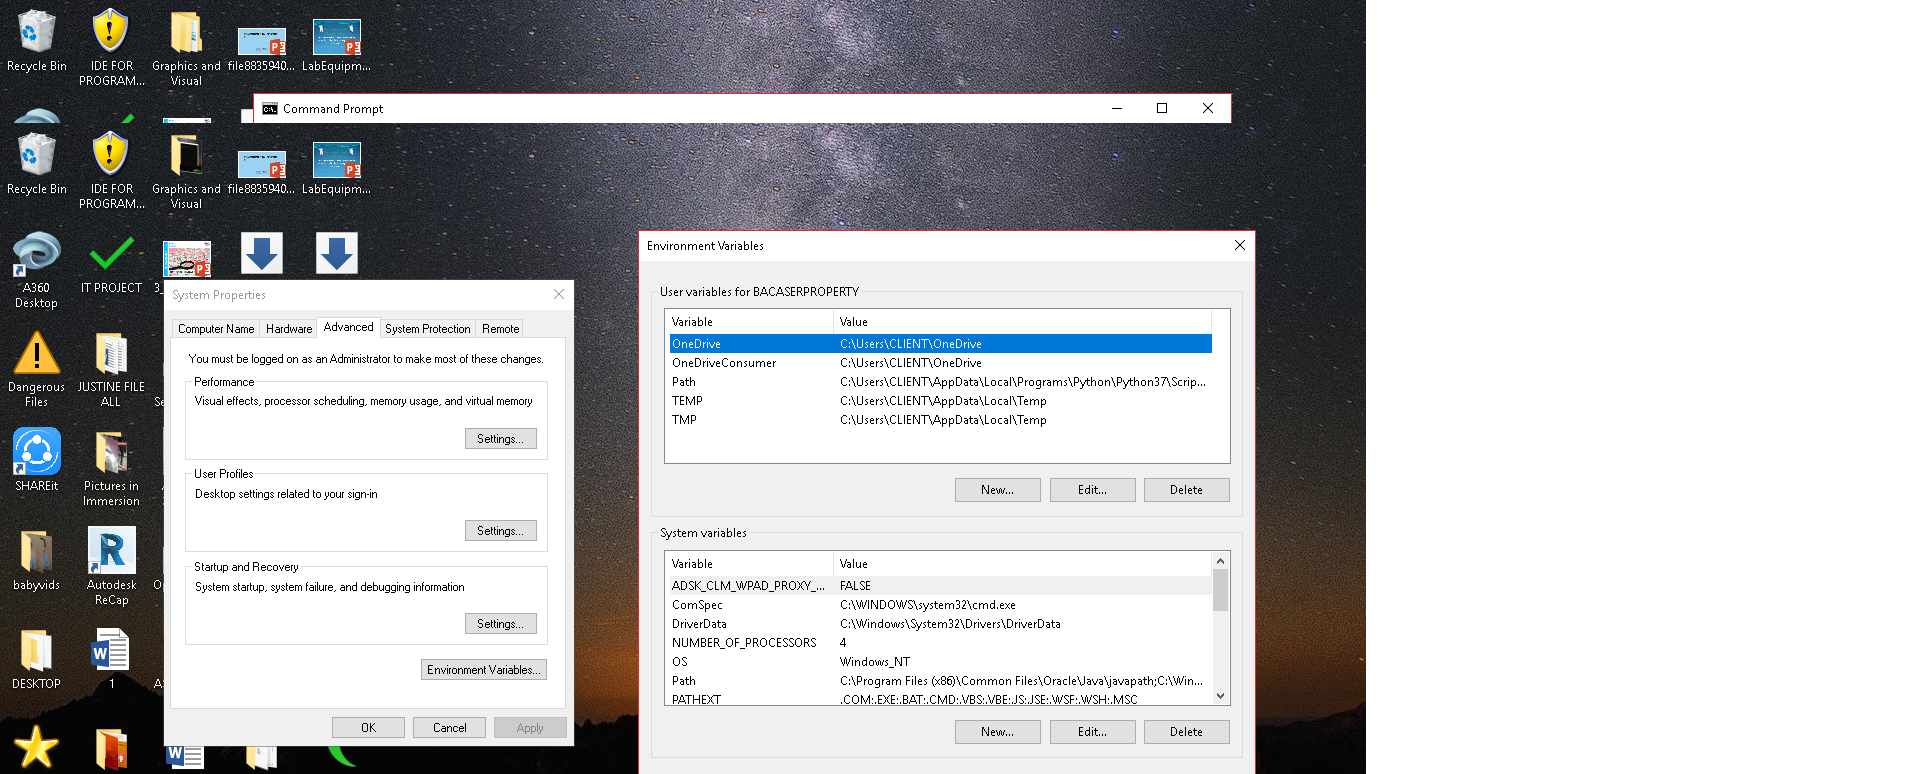 Recycle Bin
IDE FOR PROGRAM...
Graphics and Visual
file8835940...
LabEquipm...
Command Prompt
Recycle Bin
IDE FOR PROGRAM...
Graphics and Visual
file8835940...
LabEquipm...
A360 Desktop
IT PROJECT
3_
Dangerous Files
JUSTINE FILE ALL
Se
SHAREit
Pictures in Immersion
babyvids
Autodesk ReCap
Op
DESKTOP
1
AS
System Properties
Computer Name
Hardware
Advanced
System Protection
Remote
You must be logged on as an Administrator to make most of these changes.
Performance
Visual effects, processor scheduling, memory usage, and virtual memory
Settings...
User Profiles
Desktop settings related to your sign-in
Settings...
Startup and Recovery
System startup, system failure, and debugging information
Settings...
Environment Variables...
OK
Cancel
Apply
Environment Variables
User variables for BACASERPROPERTY
Variable Value
OneDrive C:\Users\CLIENT\OneDrive
OneDriveConsumer C:\Users\CLIENT\OneDrive
Path C:\Users\CLIENT\AppData\Local\Programs\Python\Python37\Scrip...
TEMP C:\Users\CLIENT\AppData\Local\Temp
TMP C:\Users\CLIENT\AppData\Local\Temp
New...
Edit...
Delete
System variables
Variable Value
ADSK_CLM_WPAD_PROXY_... FALSE
ComSpec C:\WINDOWS\system32\cmd.exe
DriverData C:\Windows\System32\Drivers\DriverData
NUMBER_OF_PROCESSORS 4
OS Windows_NT
Path C:\Program Files (x86)\Common Files\Oracle\Java\javapath;C:\Win...
PATHEXT .COM;.EXE;.BAT;.CMD;.VBS;.VBE;.JS;.JSE;.WSF;.WSH;.MSC
New...
Edit...
Delete